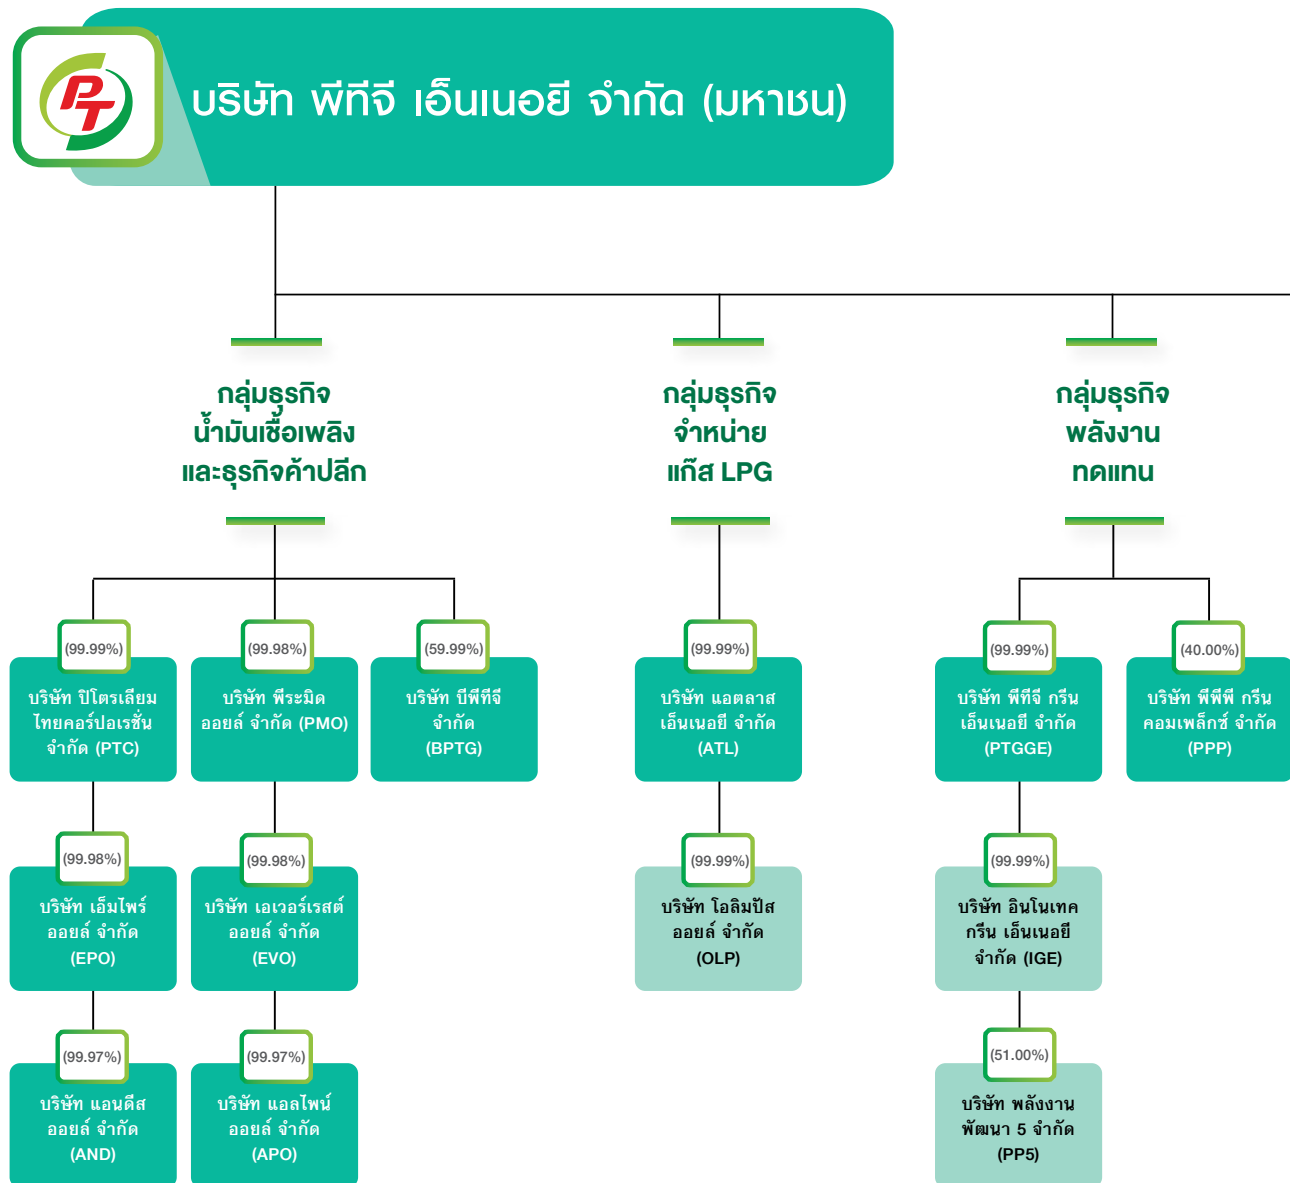 PT
บริษัท พีทีจี เอ็นเนอยี จำกัด (มหาชน)
กลุ่มธุรกิจ
น้ำมันเชื้อเพลิง
และธุรกิจค้าปลีก
กลุ่มธุรกิจ
จำหน่าย
แก๊ส LPG
กลุ่มธุรกิจ
พลังงาน
ทดแทน
(99.99%)
บริษัท ปิโตรเลียม
ไทยคอร์ปอเรชั่น
จำกัด (PTC)
(99.98%)
บริษัท พีระมิด
ออยล์ จำกัด (PMO)
(59.99%)
บริษัท บีพีทีจี
จำกัด
(BPTG)
(99.99%)
บริษัท แอตลาส
เอ็นเนอยี จำกัด
(ATL)
(99.99%)
บริษัท พีทีจี กรีน
เอ็นเนอยี จำกัด
(PTGGE)
(40.00%)
บริษัท พีพีพี กรีน
คอมเพล็กซ์ จำกัด
(PPP)
(99.98%)
บริษัท เอ็มไพร์
ออยล์ จำกัด
(EPO)
(99.98%)
บริษัท เอเวอร์เรสต์
ออยล์ จำกัด
(EVO)
(99.99%)
บริษัท โอลิมปัส
ออยล์ จำกัด
(OLP)
(99.99%)
บริษัท อินโนเทค
กรีน เอ็นเนอยี
จำกัด (IGE)
(99.97%)
บริษัท แอนดีส
ออยล์ จำกัด
(AND)
(99.97%)
บริษัท แอลไพน์
ออยล์ จำกัด
(APO)
(51.00%)
บริษัท พลังงาน
พัฒนา 5 จำกัด
(PP5)